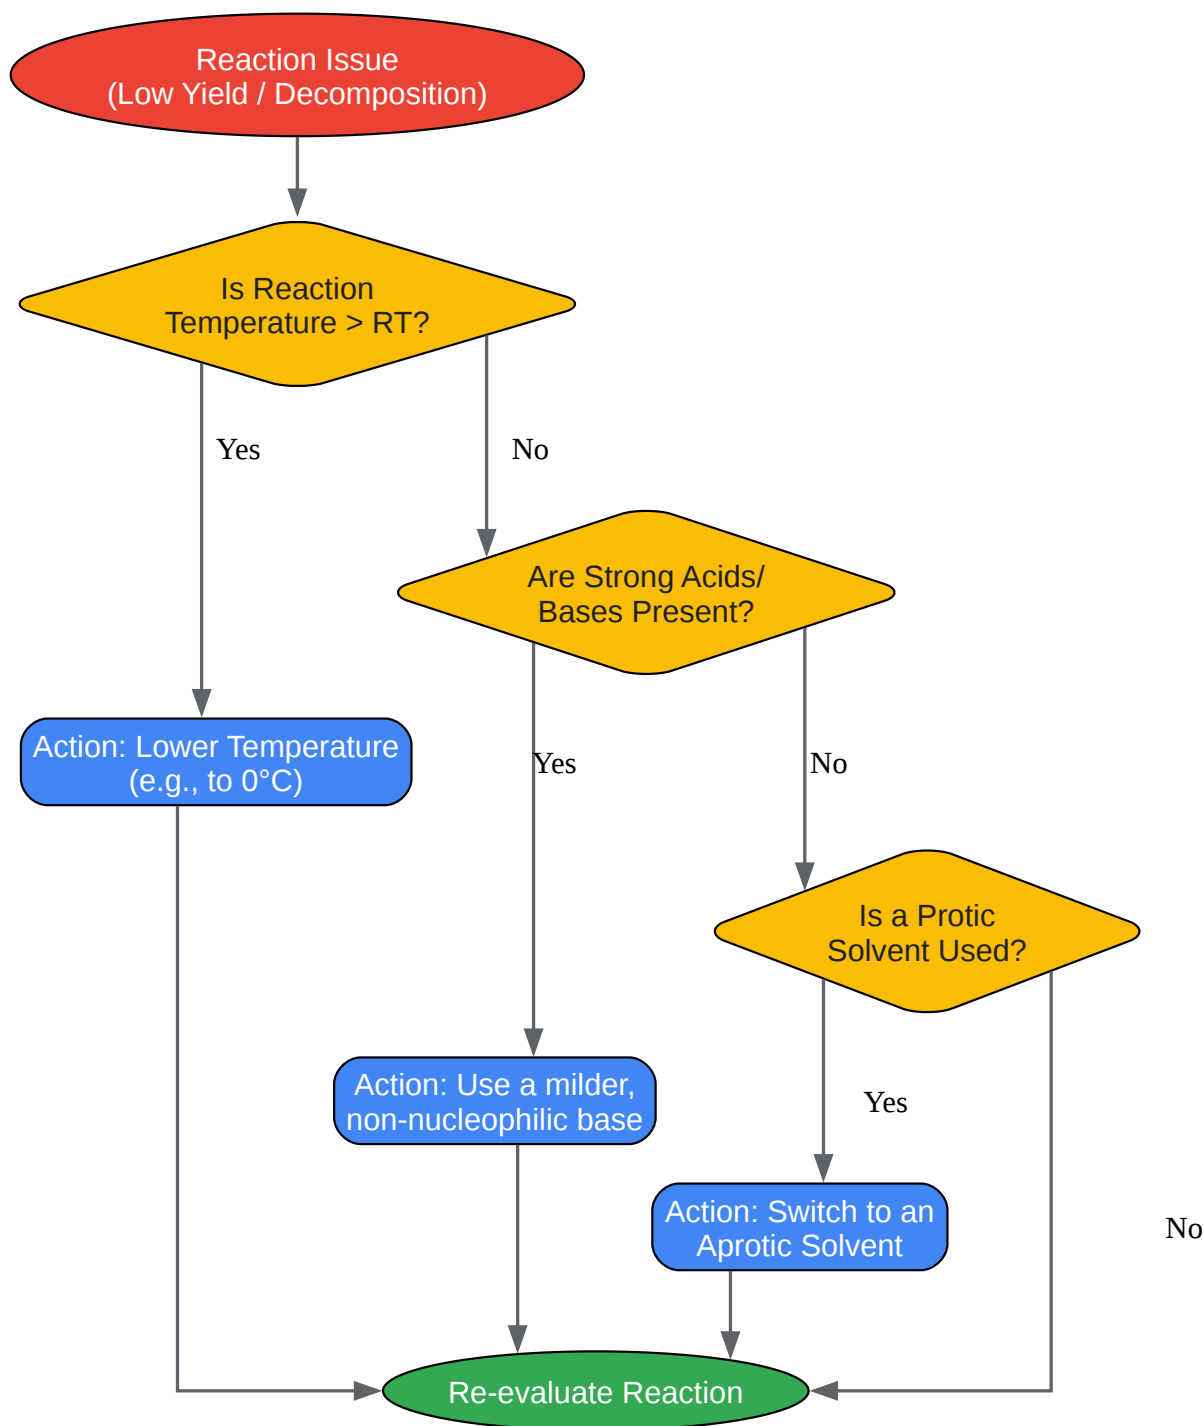 Reaction Issue
(Low Yield / Decomposition)
Is Reaction
Temperature > RT?
Yes
No
Are Strong Acids/
Bases Present?
Action: Lower Temperature
(e.g., to 0°C)
Yes
No
Is a Protic
Solvent Used?
Action: Use a milder,
non-nucleophilic base
Yes
Action: Switch to an
Aprotic Solvent
No
Re-evaluate Reaction